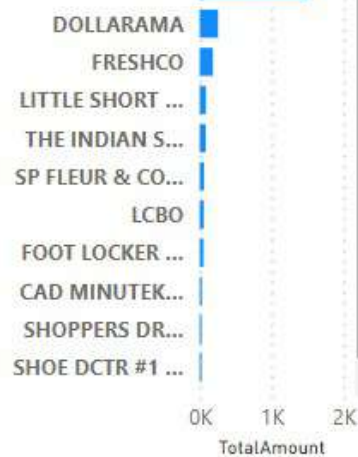 DOLLARAMA
FRESHCO
LITTLE SHORT ...
THE INDIAN S...
SP FLEUR & CO...
LCBO
FOOT LOCKER ...
CAD MINUTEK...
SHOPPERS DR...
SHOE DCTR #1 ...
0K 1K 2K
TotalAmount